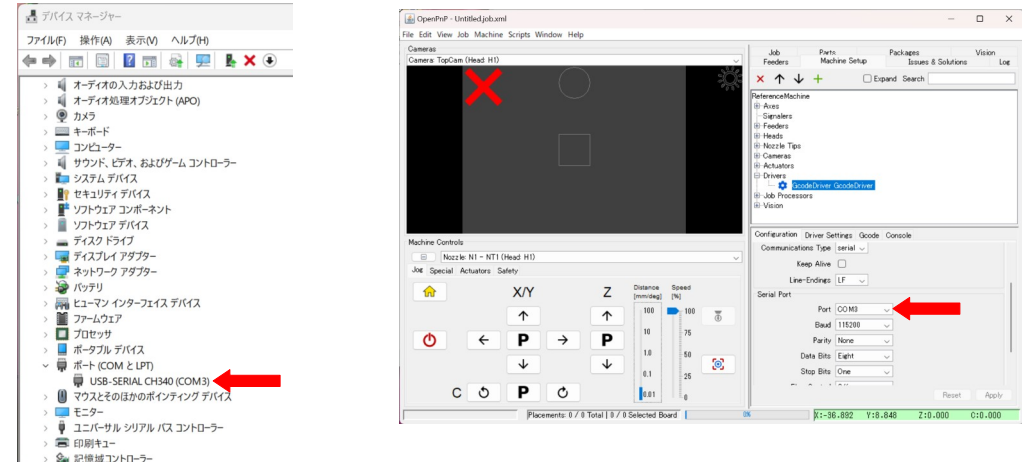 デバイス マネージャー
ファイル(F) 操作(A) 表示(V) ヘルプ(H)
オーディオの入力および出力
オーディオ処理オブジェクト (APO)
カメラ
キーボード
コンピューター
サウンド、ビデオ、およびゲーム コントローラー
システム デバイス
セキュリティ デバイス
ソフトウェア コンポーネント
ソフトウェア デバイス
ディスク ドライブ
ディスプレイ アダプター
ネットワーク アダプター
バッテリ
ヒューマン インターフェイス デバイス
ファームウェア
プロセッサ
ポータブル デバイス
ポート (COM と LPT)
USB-SERIAL CH340 (COM3)
マウスとそのほかのポインティング デバイス
モニター
ユニバーサル シリアル バス コントローラー
印刷キュー
記憶域コントローラー
OpenPnP - Untitled.job.xml
File Edit View Job Machine Scripts Window Help
Cameras
Camera: TopCam (Head: H1)
Machine Controls
Nozzle: N1 - NT1 (Head: H1)
Jog Special Actuators Safety
X/Y Z
Distance [mm/deg]
Speed [%]
100 100
10 75
1.0 50
0.1 25
0.01 0
P P
C P
Job Parts Packages Vision
Feeders Machine Setup Issues & Solutions Log
Expand Search
ReferenceMachine
Axes
Signalers
Feeders
Heads
Nozzle Tips
Cameras
Actuators
Drivers
GcodeDriver GcodeDriver
Job Processors
Vision
Configuration Driver Settings Gcode Console
Communications Type serial
Keep Alive
Line-Endings LF
Serial Port
Port COM3
Baud 115200
Parity None
Data Bits Eight
Stop Bits One
Reset Apply
Placements: 0 / 0 Total | 0 / 0 Selected Board
0%
X:-36.892 Y:8.848 Z:0.000 C:0.000